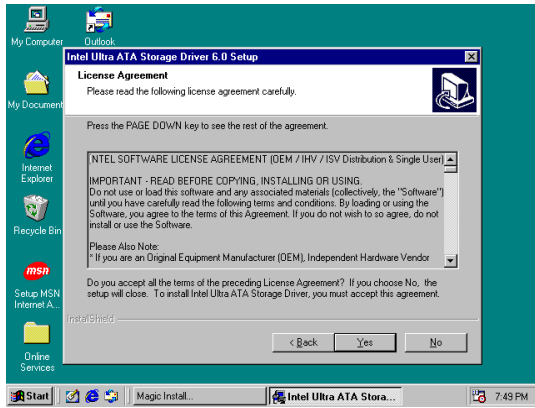 My Computer
Outlook
Intel Ultra ATA Storage Driver 6.0 Setup
License Agreement
Please read the following license agreement carefully.
My Document
Press the PAGE DOWN key to see the rest of the agreement.
Internet
Explorer
NTEL SOFTWARE LICENSE AGREEMENT (OEM / IHV / ISV Distribution & Single User)
IMPORTANT - READ BEFORE COPYING, INSTALLING OR USING.
Do not use or load this software and any associated materials (collectively, the "Software")
until you have carefully read the following terms and conditions. By loading or using the
Software, you agree to the terms of this Agreement. If you do not wish to so agree, do not
install or use the Software.
Please Also Note:
* If you are an Original Equipment Manufacturer (OEM), Independent Hardware Vendor
Recycle Bin
msn
Setup MSN
Internet A...
Do you accept all the terms of the preceding License Agreement? If you choose No, the
setup will close. To install Intel Ultra ATA Storage Driver, you must accept this agreement.
InstallShield
< Back
Yes
No
Online
Services
Start
Magic Install...
Intel Ultra ATA Stora...
7:49 PM